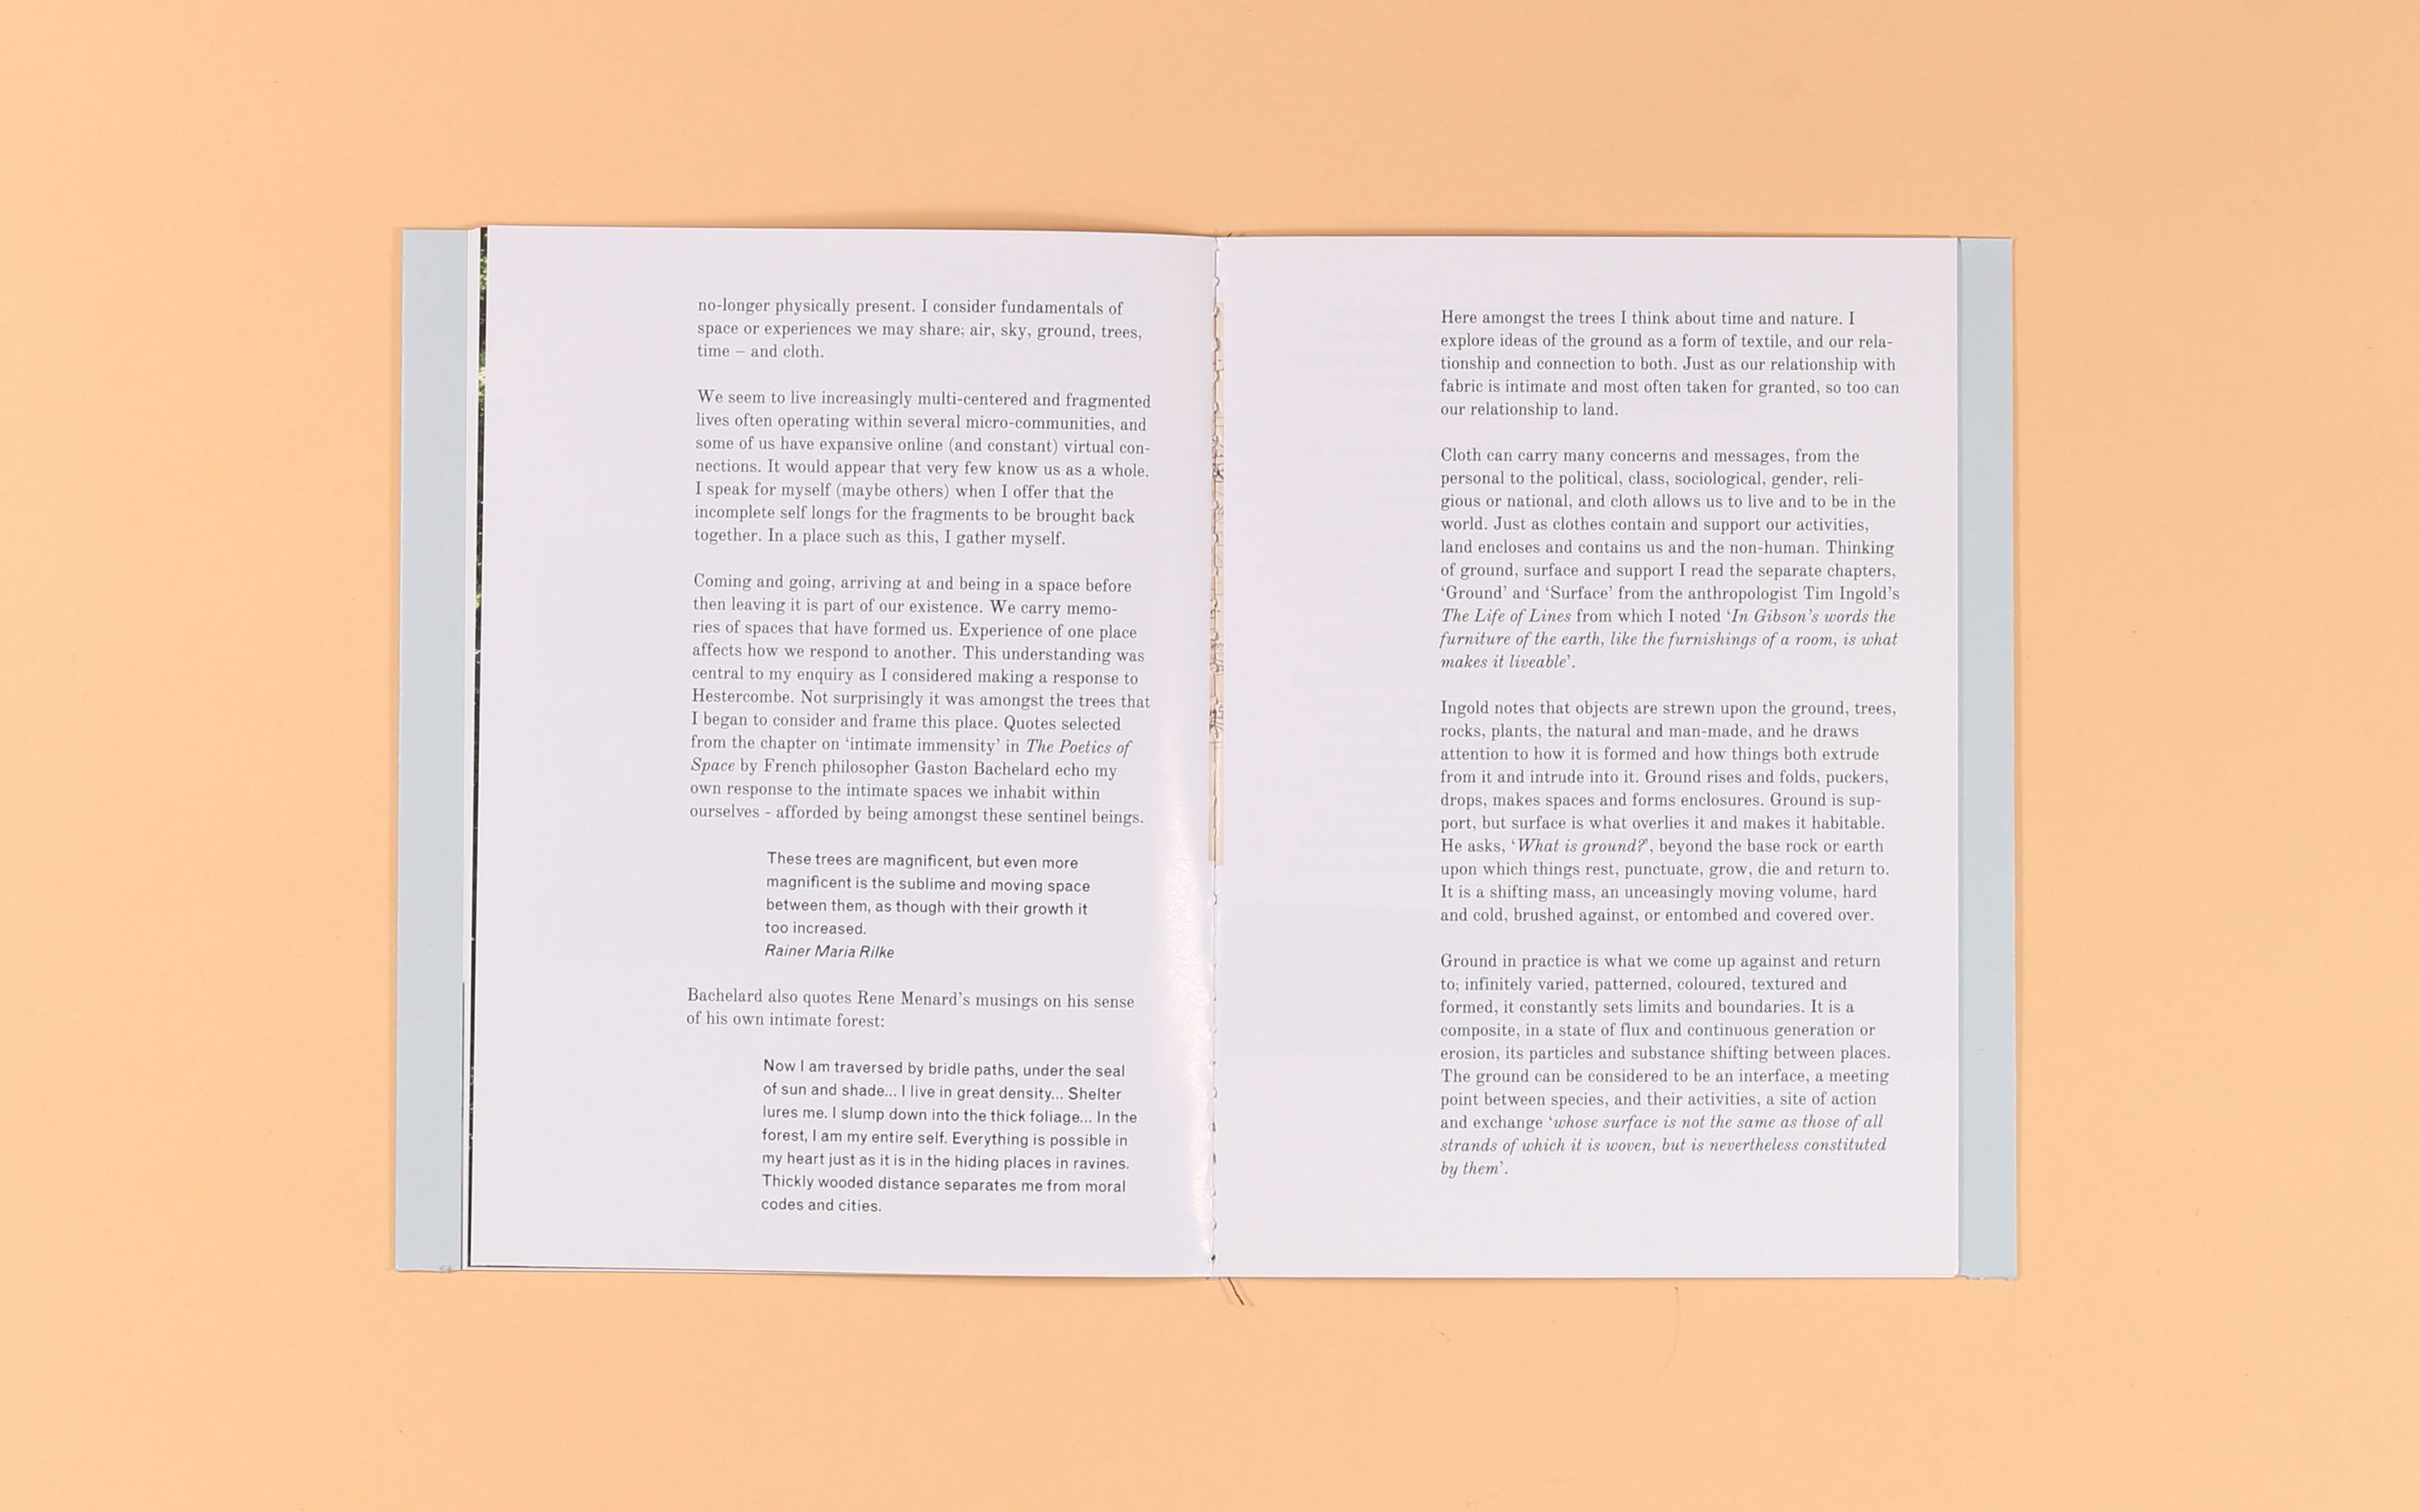 no-longer physically present. I consider fundamentals of
space or experiences we may share; air, sky, ground, trees,
time – and cloth.
We seem to live increasingly multi-centered and fragmented
lives often operating within several micro-communities, and
some of us have expansive online (and constant) virtual con-
nections. It would appear that very few know us as a whole.
I speak for myself (maybe others) when I offer that the
incomplete self longs for the fragments to be brought back
together. In a place such as this, I gather myself.
Coming and going, arriving at and being in a space before
then leaving it is part of our existence. We carry memo-
ries of spaces that have formed us. Experience of one place
affects how we respond to another. This understanding was
central to my enquiry as I considered making a response to
Hestercombe. Not surprisingly it was amongst the trees that
I began to consider and frame this place. Quotes selected
from the chapter on ‘intimate immensity’ in The Poetics of
Space by French philosopher Gaston Bachelard echo my
own response to the intimate spaces we inhabit within
ourselves - afforded by being amongst these sentinel beings.
These trees are magnificent, but even more
magnificent is the sublime and moving space
between them, as though with their growth it
too increased.
Rainer Maria Rilke
Bachelard also quotes Rene Menard’s musings on his sense
of his own intimate forest:
Now I am traversed by bridle paths, under the seal
of sun and shade... I live in great density... Shelter
lures me. I slump down into the thick foliage... In the
forest, I am my entire self. Everything is possible in
my heart just as it is in the hiding places in ravines.
Thickly wooded distance separates me from moral
codes and cities.
Here amongst the trees I think about time and nature. I
explore ideas of the ground as a form of textile, and our rela-
tionship and connection to both. Just as our relationship with
fabric is intimate and most often taken for granted, so too can
our relationship to land.
Cloth can carry many concerns and messages, from the
personal to the political, class, sociological, gender, reli-
gious or national, and cloth allows us to live and to be in the
world. Just as clothes contain and support our activities,
land encloses and contains us and the non-human. Thinking
of ground, surface and support I read the separate chapters,
‘Ground’ and ‘Surface’ from the anthropologist Tim Ingold’s
The Life of Lines from which I noted ‘In Gibson’s words the
furniture of the earth, like the furnishings of a room, is what
makes it liveable’.
Ingold notes that objects are strewn upon the ground, trees,
rocks, plants, the natural and man-made, and he draws
attention to how it is formed and how things both extrude
from it and intrude into it. Ground rises and folds, puckers,
drops, makes spaces and forms enclosures. Ground is sup-
port, but surface is what overlies it and makes it habitable.
He asks, ‘What is ground?’, beyond the base rock or earth
upon which things rest, punctuate, grow, die and return to.
It is a shifting mass, an unceasingly moving volume, hard
and cold, brushed against, or entombed and covered over.
Ground in practice is what we come up against and return
to; infinitely varied, patterned, coloured, textured and
formed, it constantly sets limits and boundaries. It is a
composite, in a state of flux and continuous generation or
erosion, its particles and substance shifting between places.
The ground can be considered to be an interface, a meeting
point between species, and their activities, a site of action
and exchange ‘whose surface is not the same as those of all
strands of which it is woven, but is nevertheless constituted
by them’.